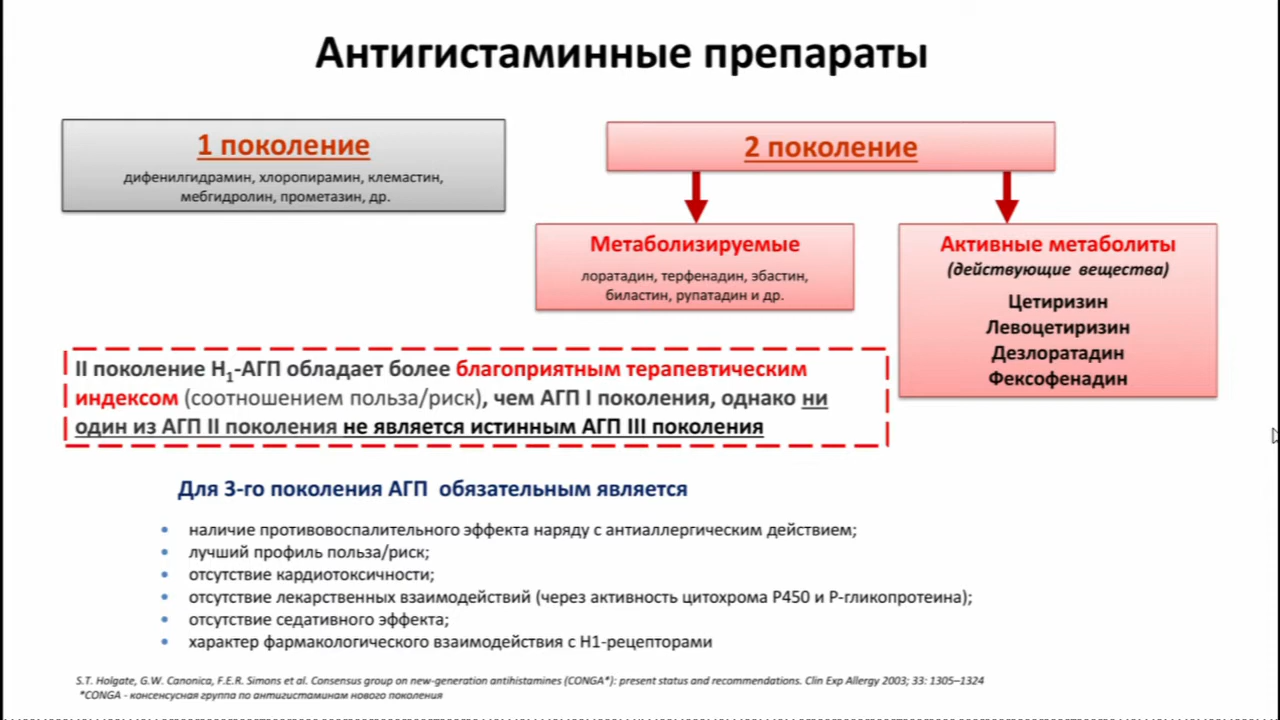 Антигистаминные препараты
1 поколение
дифенилгидрамин, хлоропирамин, клемастин,
мебгидролин, прометазин, др.
2 поколение
Метаболизируемые
лоратадин, терфенадин, эбастин,
биластин, рупатадин и др.
Активные метаболиты
(действующие вещества)
Цетиризин
Левоцетиризин
Дезлоратадин
Фексофенадин
II поколение H1-АГП обладает более благоприятным терапевтическим
индексом (соотношением польза/риск), чем АГП I поколения, однако ни
один из АГП II поколения не является истинным АГП III поколения
Для 3-го поколения АГП обязательным является
• наличие противовоспалительного эффекта наряду с антиаллергическим действием;
• лучший профиль польза/риск;
• отсутствие кардиотоксичности;
• отсутствие лекарственных взаимодействий (через активность цитохрома P450 и P-гликопротеина);
• отсутствие седативного эффекта;
• характер фармакологического взаимодействия с H1-рецепторами
S.T. Holgate, G.W. Canonica, F.E.R. Simons et al. Consensus group on new-generation antihistamines (CONGA*): present status and recommendations. Clin Exp Allergy 2003; 33: 1305–1324
*CONGA - консенсусная группа по антигистаминам нового поколения